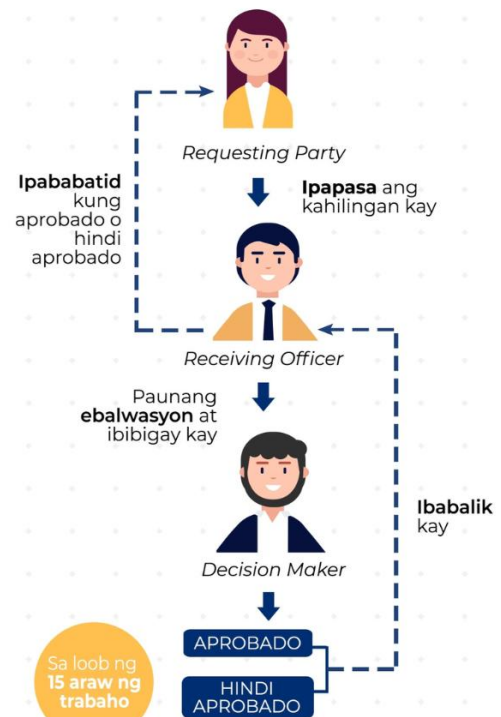 Requesting Party
Ipababatid
kung
aprobado o
hindi
aprobado
Ipapasa ang
kahilingan kay
Receiving Officer
Paunang
ebalwasyon at
ibibigay kay
Decision Maker
Ibabalik
kay
APROBADO
HINDI
APROBADO
Sa loob ng
15 araw ng
trabaho